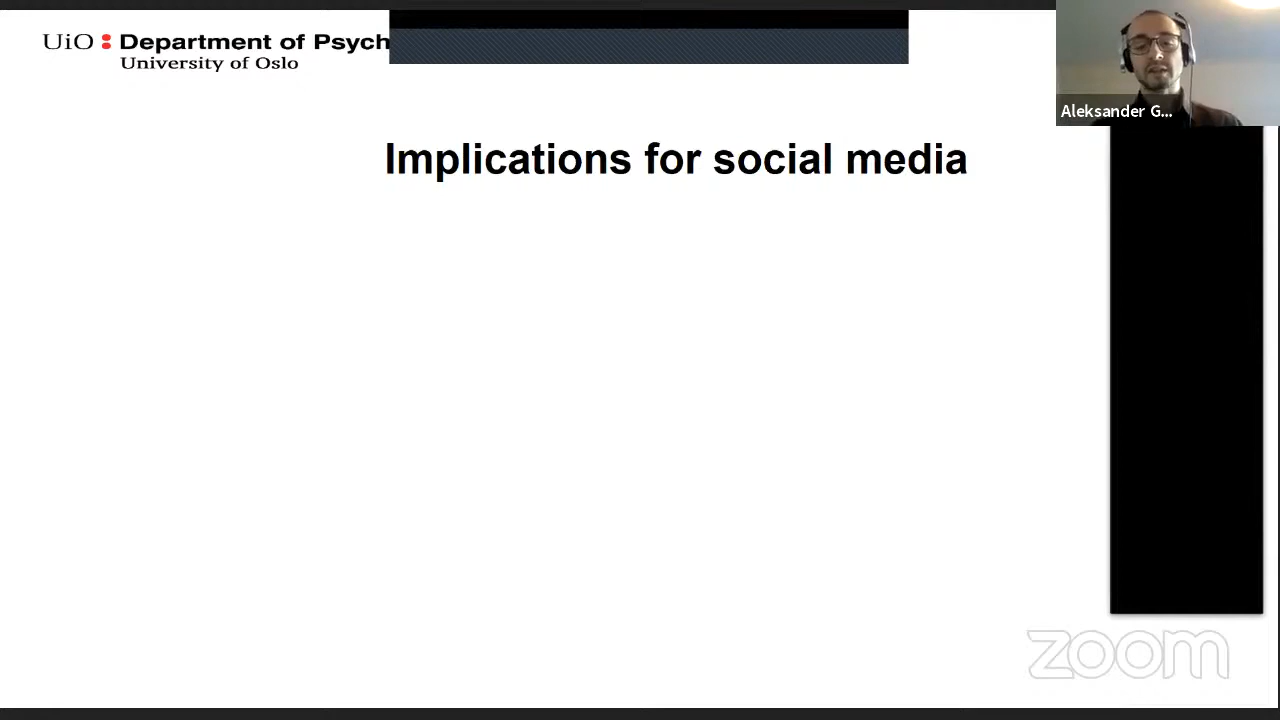 UiO : Department of Psych
University of Oslo
Aleksander G...
Implications for social media
zoom